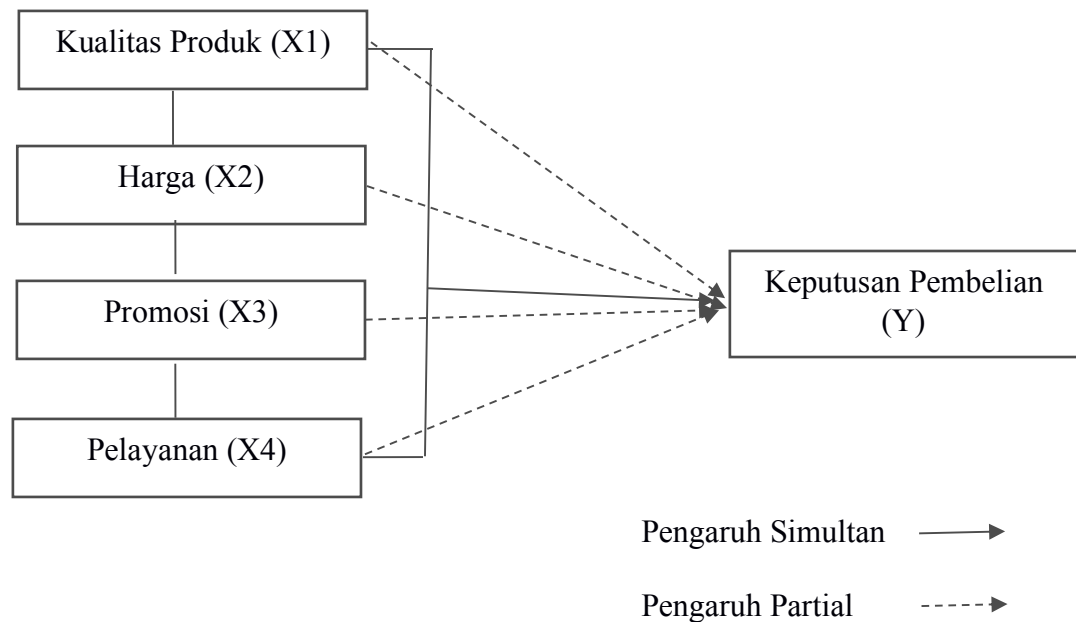 Kualitas Produk (X1)
Harga (X2)
Promosi (X3)
Pelayanan (X4)
Keputusan Pembelian
(Y)
Pengaruh Simultan
Pengaruh Partial